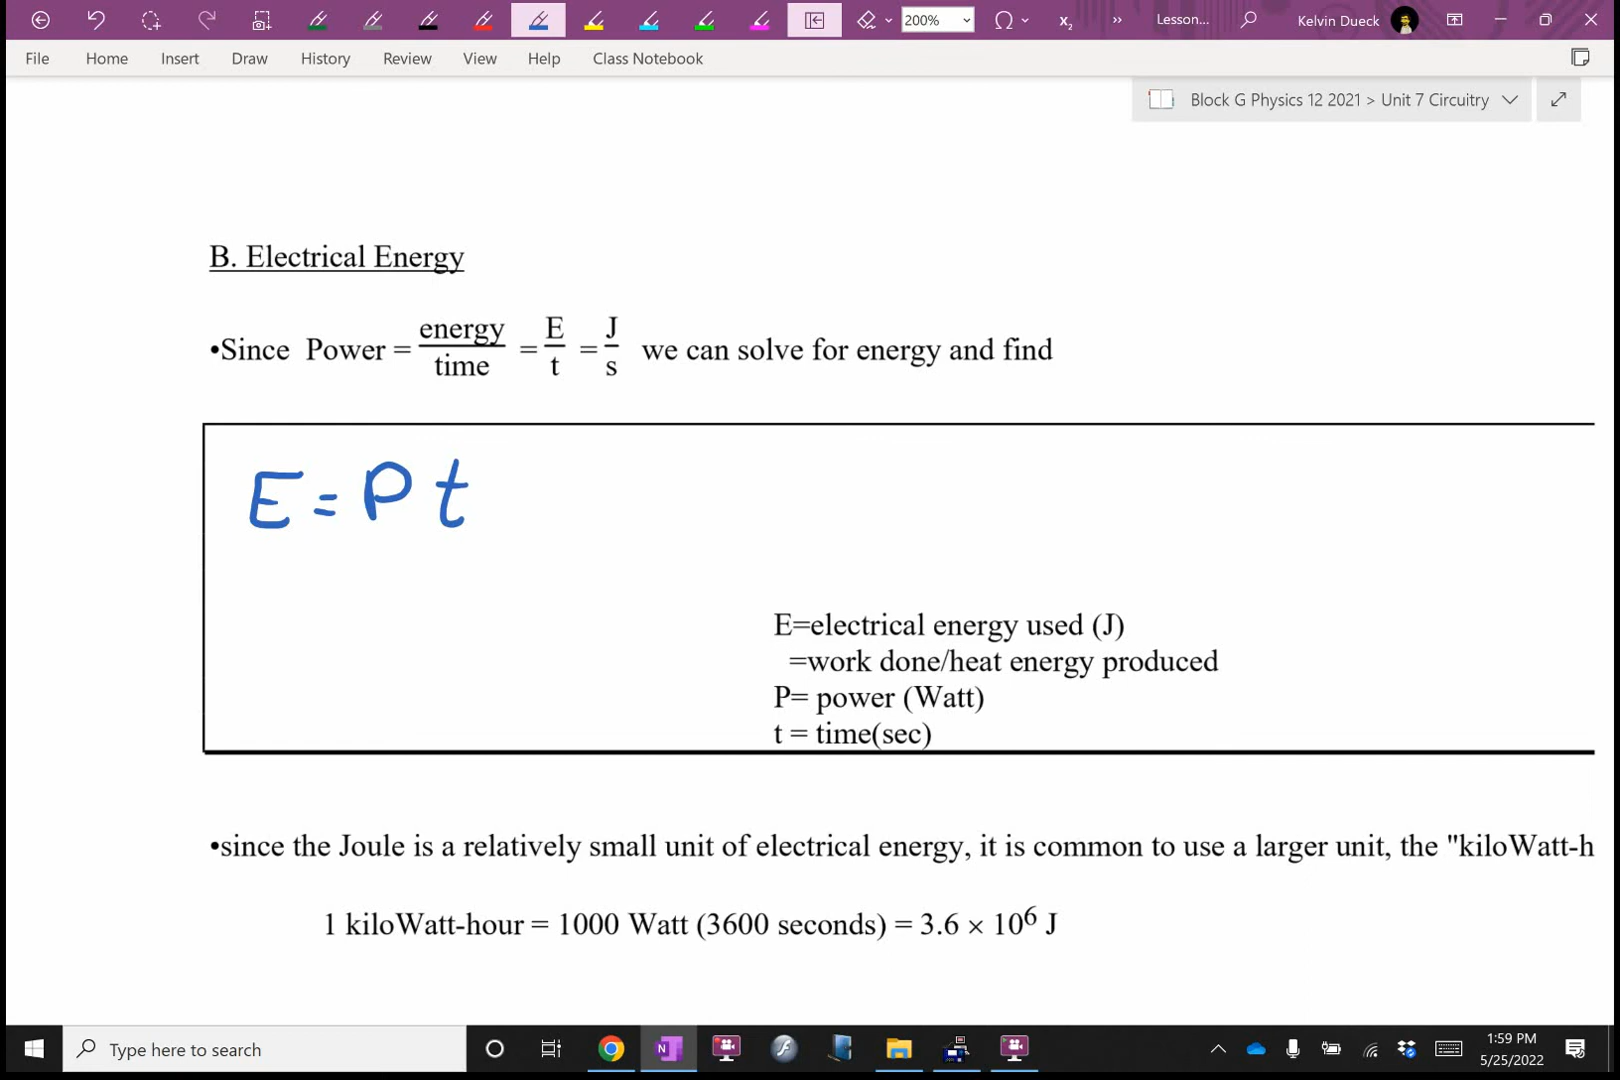 200%
Ω
x₂
››
Lesson...
Kelvin Dueck
File
Home
Insert
Draw
History
Review
View
Help
Class Notebook
Block G Physics 12 2021 > Unit 7 Circuitry
B. Electrical Energy
•Since Power = energy/time = E/t = J/s we can solve for energy and find
E = P t
E=electrical energy used (J)
=work done/heat energy produced
P= power (Watt)
t = time(sec)
•since the Joule is a relatively small unit of electrical energy, it is common to use a larger unit, the "kiloWatt-h
1 kiloWatt-hour = 1000 Watt (3600 seconds) = 3.6 × 10⁶ J
Type here to search
N
f
1:59 PM
5/25/2022